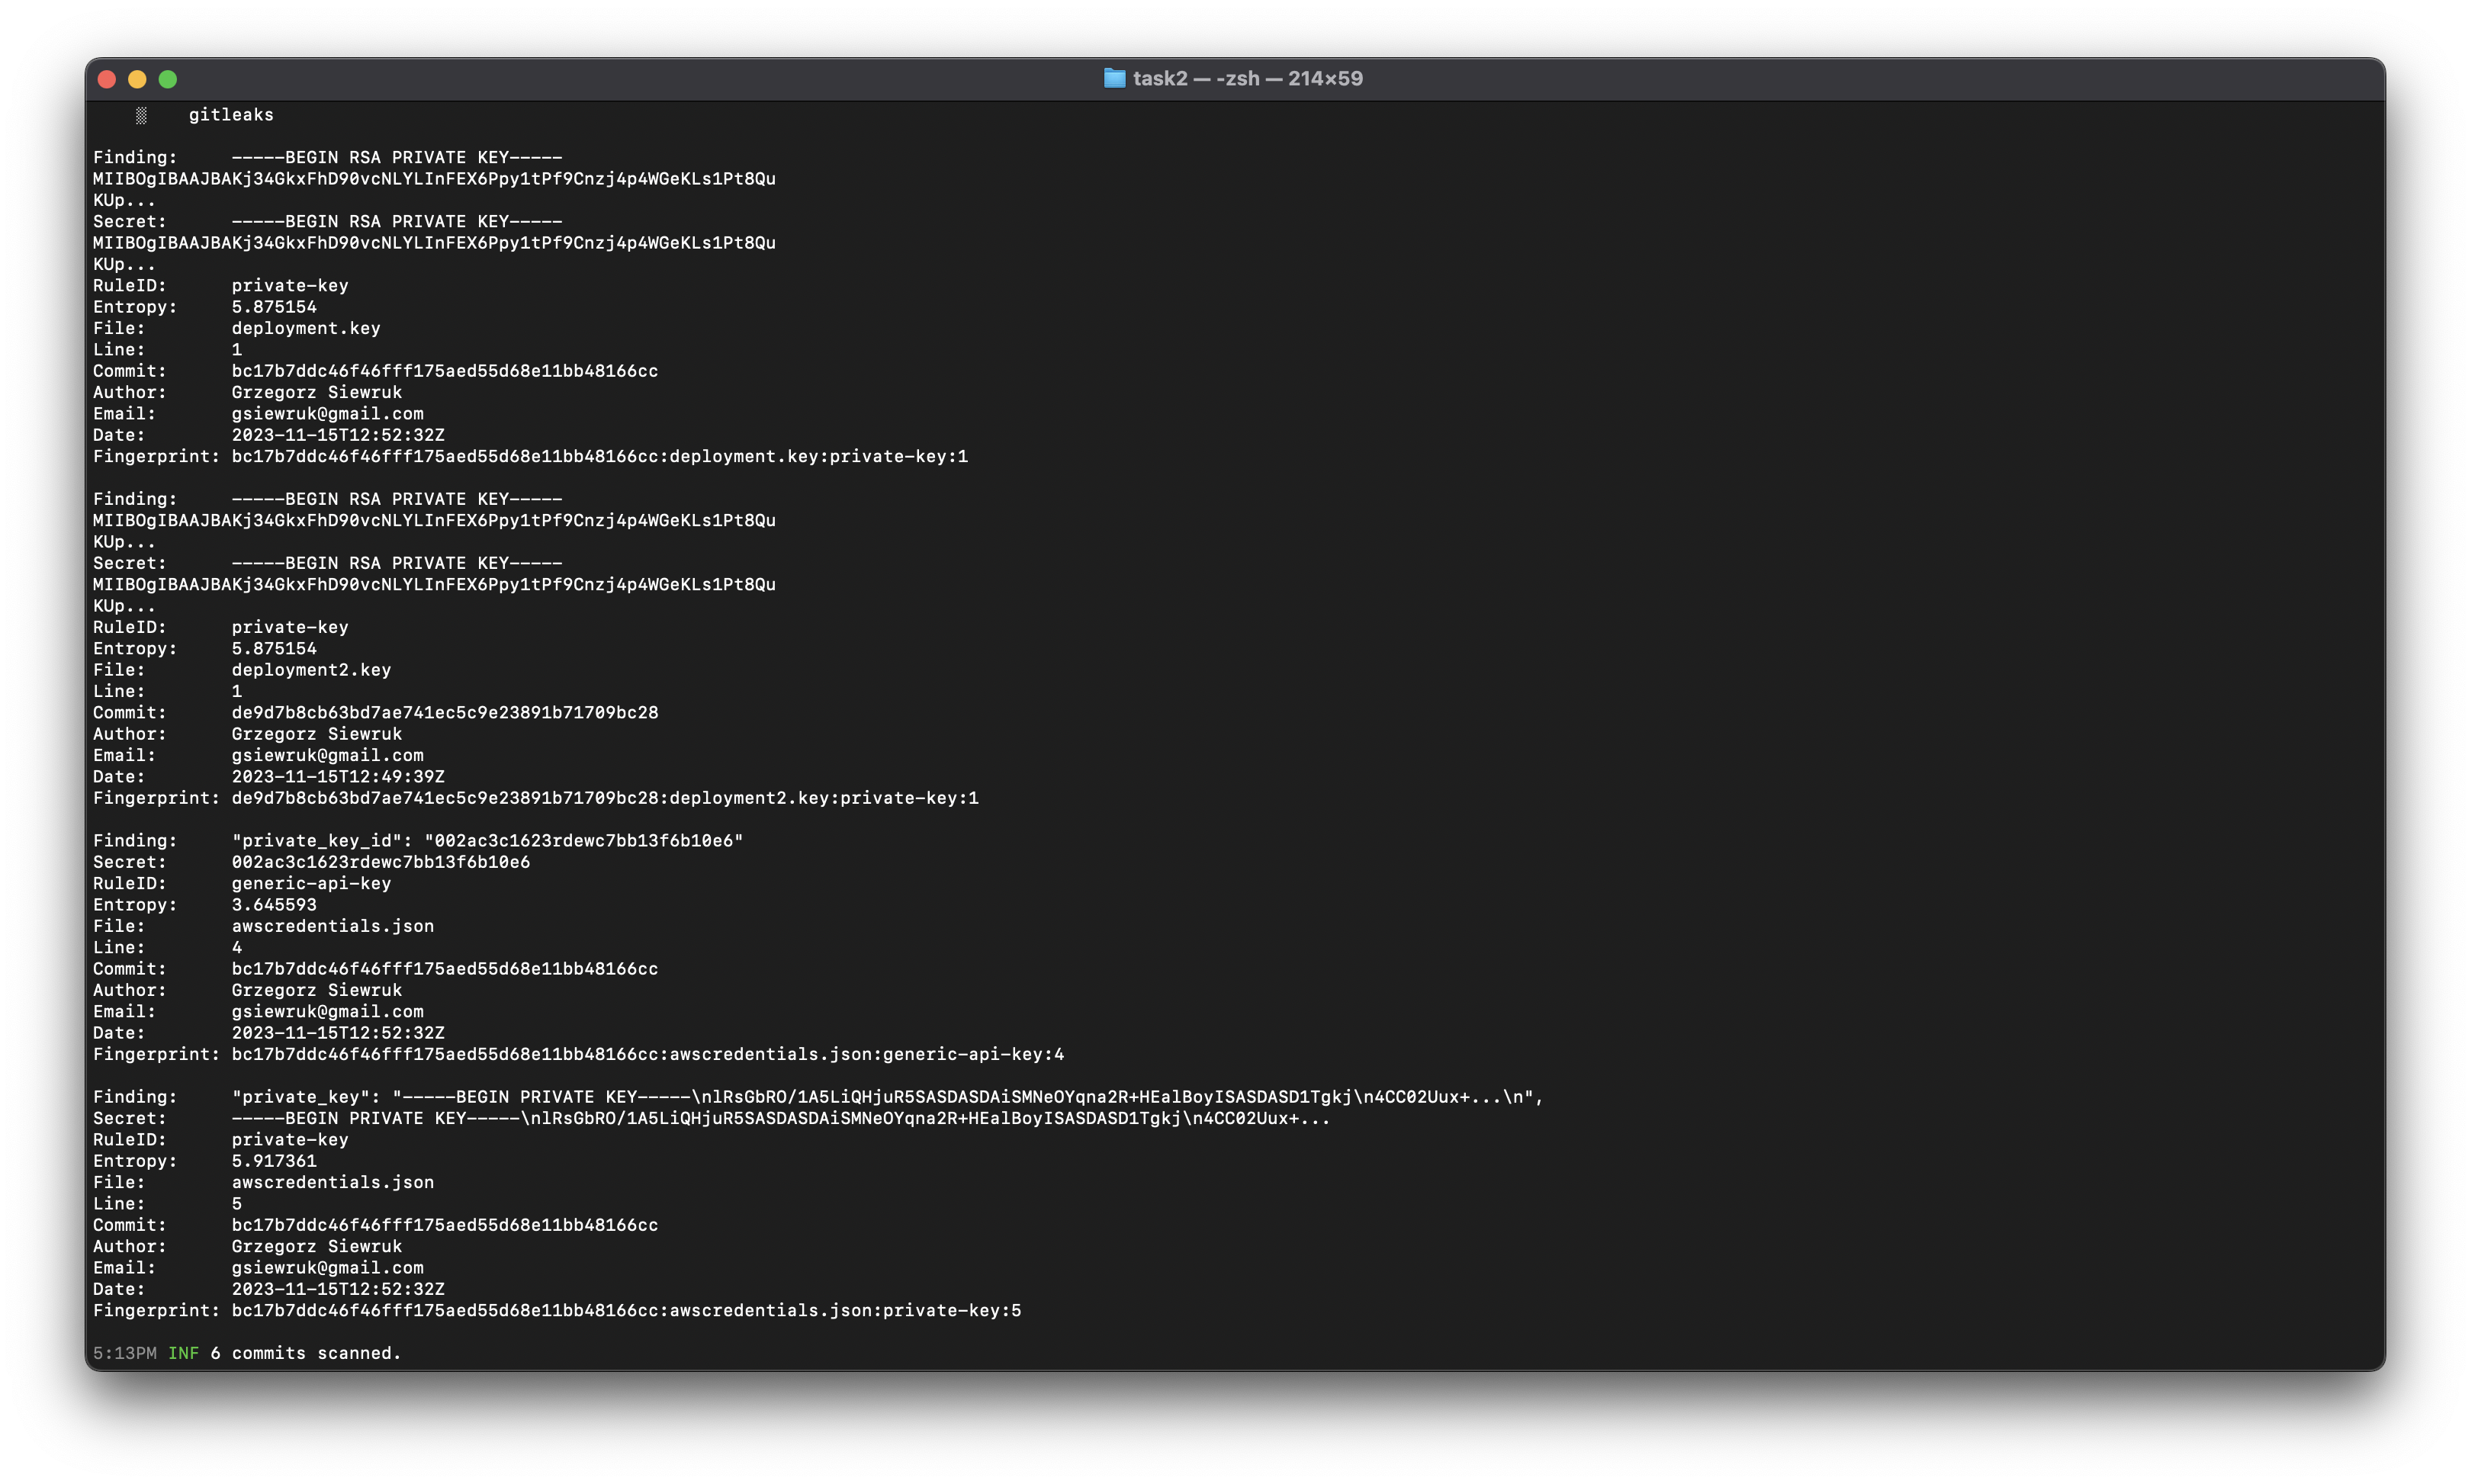 task2 — -zsh — 214×59
░ gitleaks
Finding: -----BEGIN RSA PRIVATE KEY-----
MIIBOgIBAAJBAKj34GkxFhD90vcNLYLInFEX6Ppy1tPf9Cnzj4p4WGeKLs1Pt8Qu
KUp...
Secret: -----BEGIN RSA PRIVATE KEY-----
MIIBOgIBAAJBAKj34GkxFhD90vcNLYLInFEX6Ppy1tPf9Cnzj4p4WGeKLs1Pt8Qu
KUp...
RuleID: private-key
Entropy: 5.875154
File: deployment.key
Line: 1
Commit: bc17b7ddc46f46fff175aed55d68e11bb48166cc
Author: Grzegorz Siewruk
Email: gsiewruk@gmail.com
Date: 2023-11-15T12:52:32Z
Fingerprint: bc17b7ddc46f46fff175aed55d68e11bb48166cc:deployment.key:private-key:1
Finding: -----BEGIN RSA PRIVATE KEY-----
MIIBOgIBAAJBAKj34GkxFhD90vcNLYLInFEX6Ppy1tPf9Cnzj4p4WGeKLs1Pt8Qu
KUp...
Secret: -----BEGIN RSA PRIVATE KEY-----
MIIBOgIBAAJBAKj34GkxFhD90vcNLYLInFEX6Ppy1tPf9Cnzj4p4WGeKLs1Pt8Qu
KUp...
RuleID: private-key
Entropy: 5.875154
File: deployment2.key
Line: 1
Commit: de9d7b8cb63bd7ae741ec5c9e23891b71709bc28
Author: Grzegorz Siewruk
Email: gsiewruk@gmail.com
Date: 2023-11-15T12:49:39Z
Fingerprint: de9d7b8cb63bd7ae741ec5c9e23891b71709bc28:deployment2.key:private-key:1
Finding: "private_key_id": "002ac3c1623rdewc7bb13f6b10e6"
Secret: 002ac3c1623rdewc7bb13f6b10e6
RuleID: generic-api-key
Entropy: 3.645593
File: awscredentials.json
Line: 4
Commit: bc17b7ddc46f46fff175aed55d68e11bb48166cc
Author: Grzegorz Siewruk
Email: gsiewruk@gmail.com
Date: 2023-11-15T12:52:32Z
Fingerprint: bc17b7ddc46f46fff175aed55d68e11bb48166cc:awscredentials.json:generic-api-key:4
Finding: "private_key": "-----BEGIN PRIVATE KEY-----\nlRsGbRO/1A5LiQHjuR5SASDASDAiSMNeOYqna2R+HEalBoyISASDASD1Tgkj\n4CC02Uux+...\n",
Secret: -----BEGIN PRIVATE KEY-----\nlRsGbRO/1A5LiQHjuR5SASDASDAiSMNeOYqna2R+HEalBoyISASDASD1Tgkj\n4CC02Uux+...
RuleID: private-key
Entropy: 5.917361
File: awscredentials.json
Line: 5
Commit: bc17b7ddc46f46fff175aed55d68e11bb48166cc
Author: Grzegorz Siewruk
Email: gsiewruk@gmail.com
Date: 2023-11-15T12:52:32Z
Fingerprint: bc17b7ddc46f46fff175aed55d68e11bb48166cc:awscredentials.json:private-key:5
5:13PM INF 6 commits scanned.